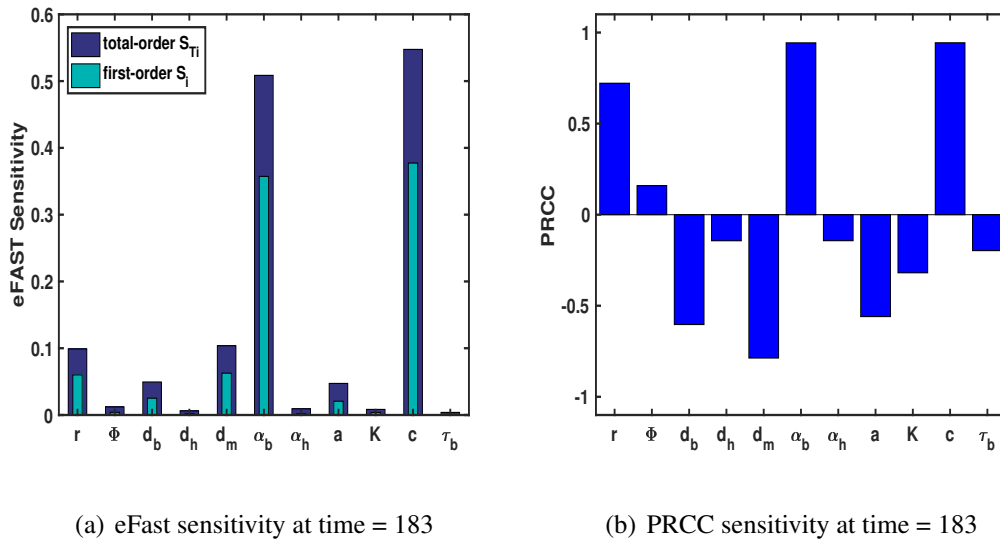 0.6
0.5
0.4
0.3
0.2
0.1
0
eFAST Sensitivity
total-order S_Ti
first-order S_i
r Φ d_b d_h d_m α_b α_h a K c τ_b
(a) eFast sensitivity at time = 183
1
0.5
0
-0.5
-1
PRCC
r Φ d_b d_h d_m α_b α_h a K c τ_b
(b) PRCC sensitivity at time = 183